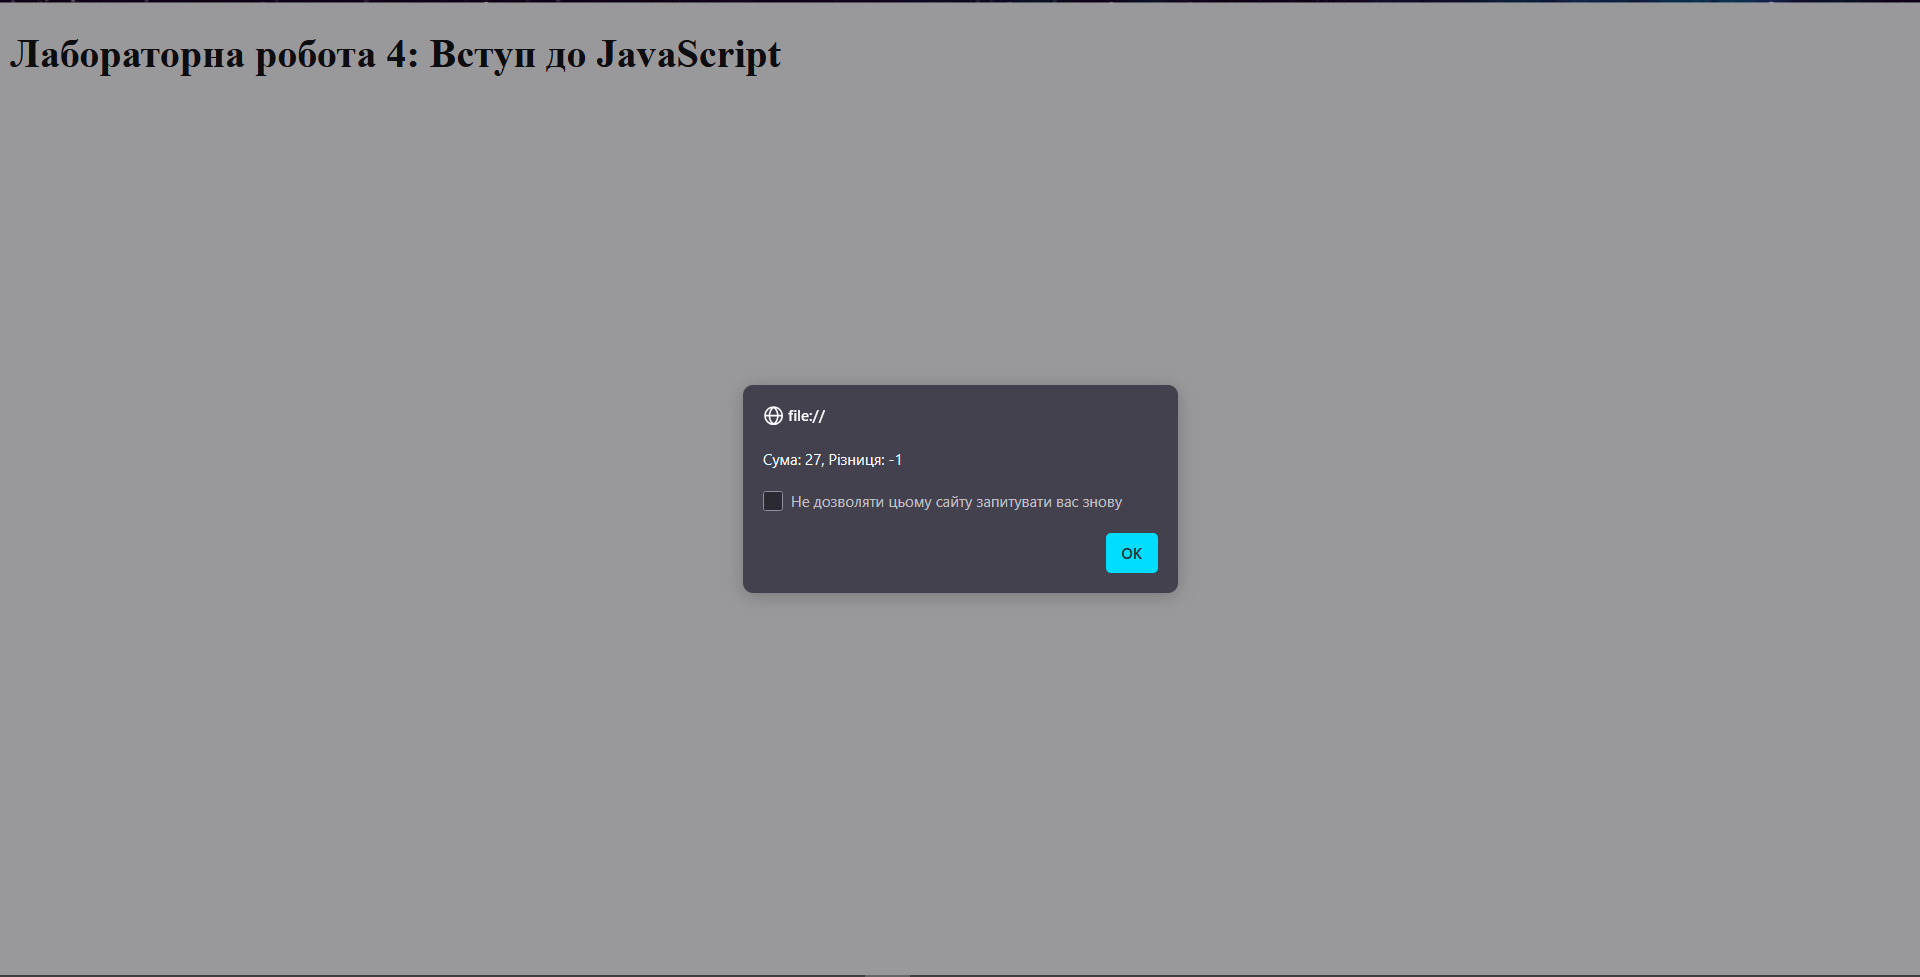 Лабораторна робота 4: Вступ до JavaScript
file://
Сума: 27, Різниця: -1
Не дозволяти цьому сайту запитувати вас знову
OK